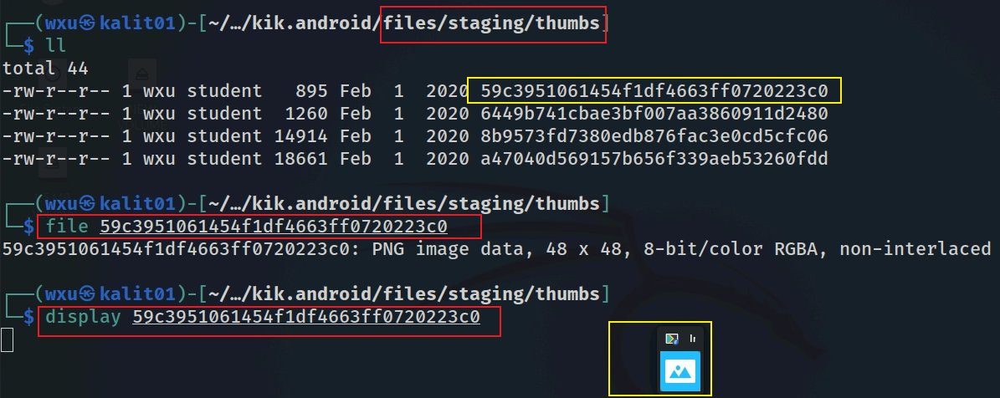 ┌──(wxu㉿kalit01)-[~/…/kik.android/files/staging/thumbs]
└─$ ll
total 44
-rw-r--r-- 1 wxu student   895 Feb  1  2020 59c3951061454f1df4663ff0720223c0
-rw-r--r-- 1 wxu student  1260 Feb  1  2020 6449b741cbae3bf007aa3860911d2480
-rw-r--r-- 1 wxu student 14914 Feb  1  2020 8b9573fd7380edb876fac3e0cd5cfc06
-rw-r--r-- 1 wxu student 18661 Feb  1  2020 a47040d569157b656f339aeb53260fdd
┌──(wxu㉿kalit01)-[~/…/kik.android/files/staging/thumbs]
└─$ file 59c3951061454f1df4663ff0720223c0
59c3951061454f1df4663ff0720223c0: PNG image data, 48 x 48, 8-bit/color RGBA, non-interlaced
┌──(wxu㉿kalit01)-[~/…/kik.android/files/staging/thumbs]
└─$ display 59c3951061454f1df4663ff0720223c0